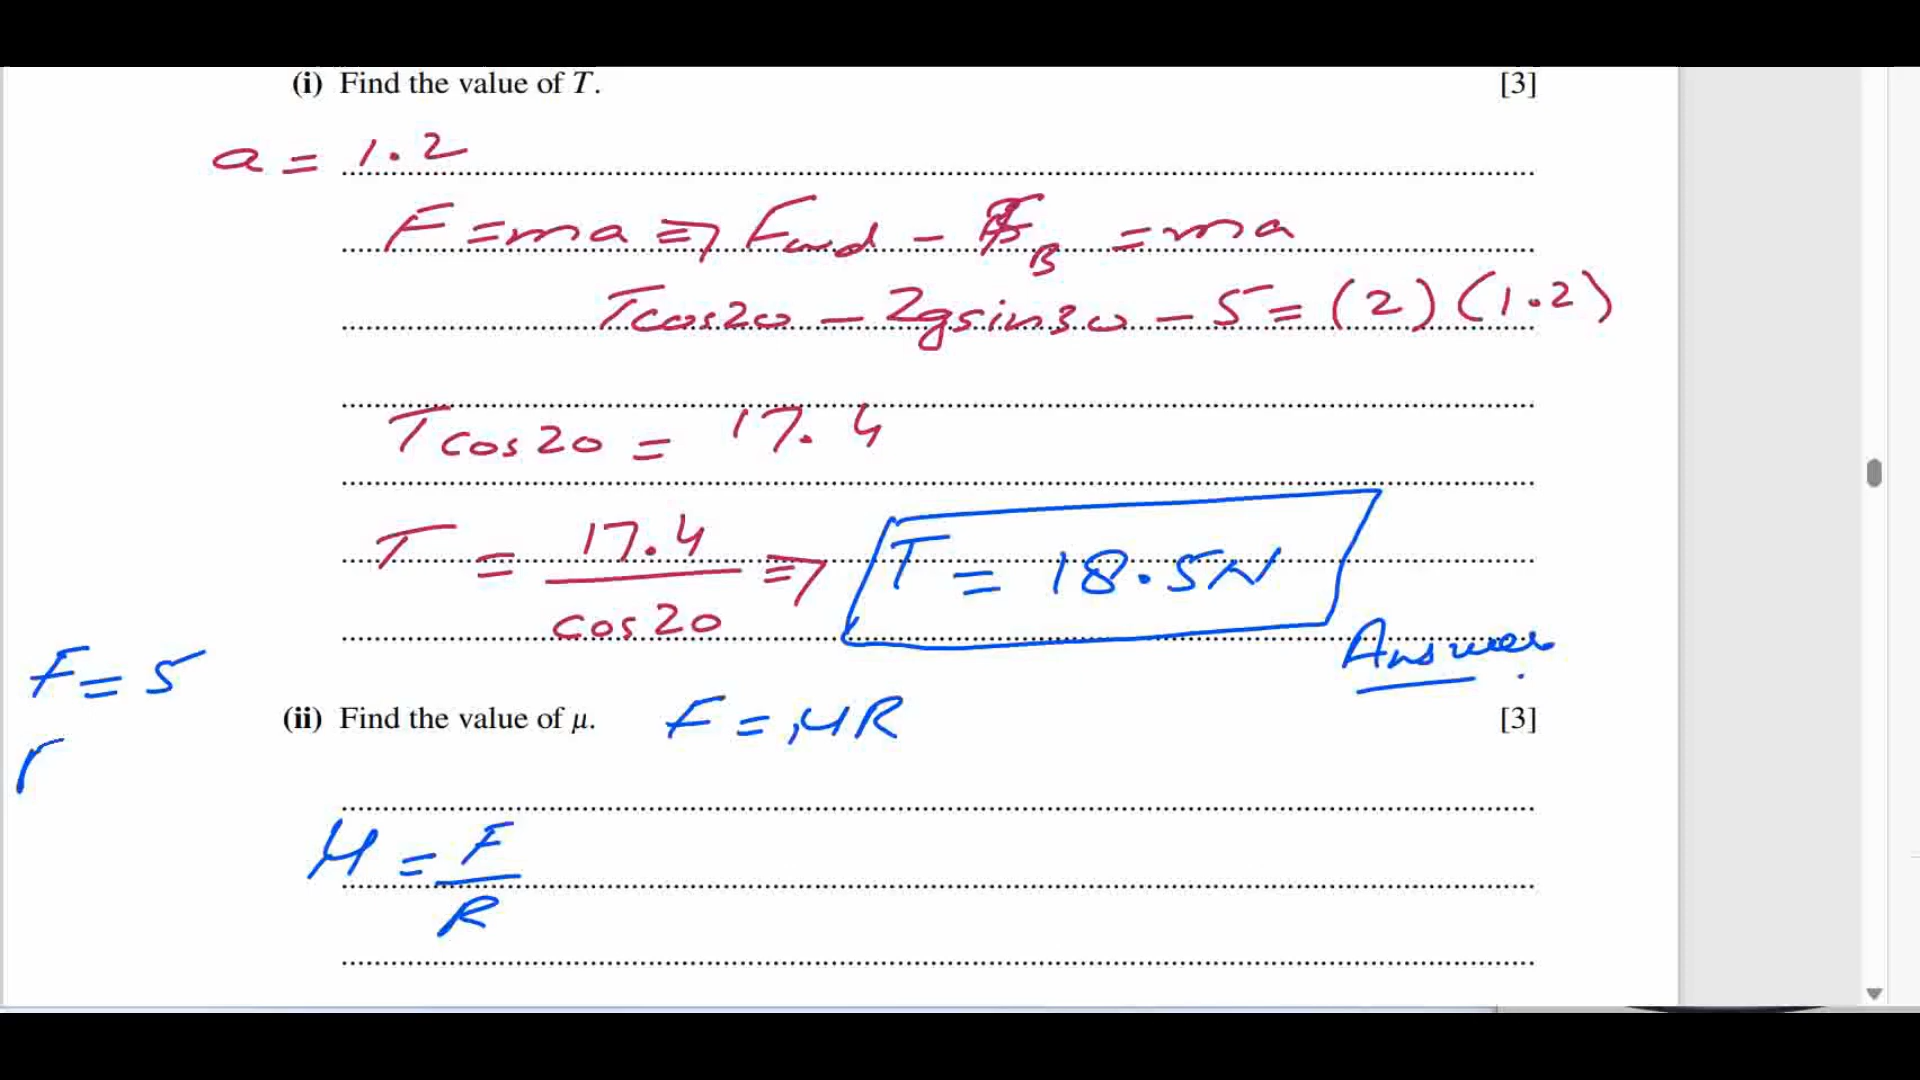 (i) Find the value of T. [3]
a = 1.2
F = ma ⇒ Fwd - FB = ma
Tcos20 - 2gsin30 - 5 = (2)(1.2)
Tcos20 = 17.4
T = 17.4/cos20 ⇒ T = 18.5N
Answer
F = 5
(ii) Find the value of μ. F = μR [3]
μ = F/R